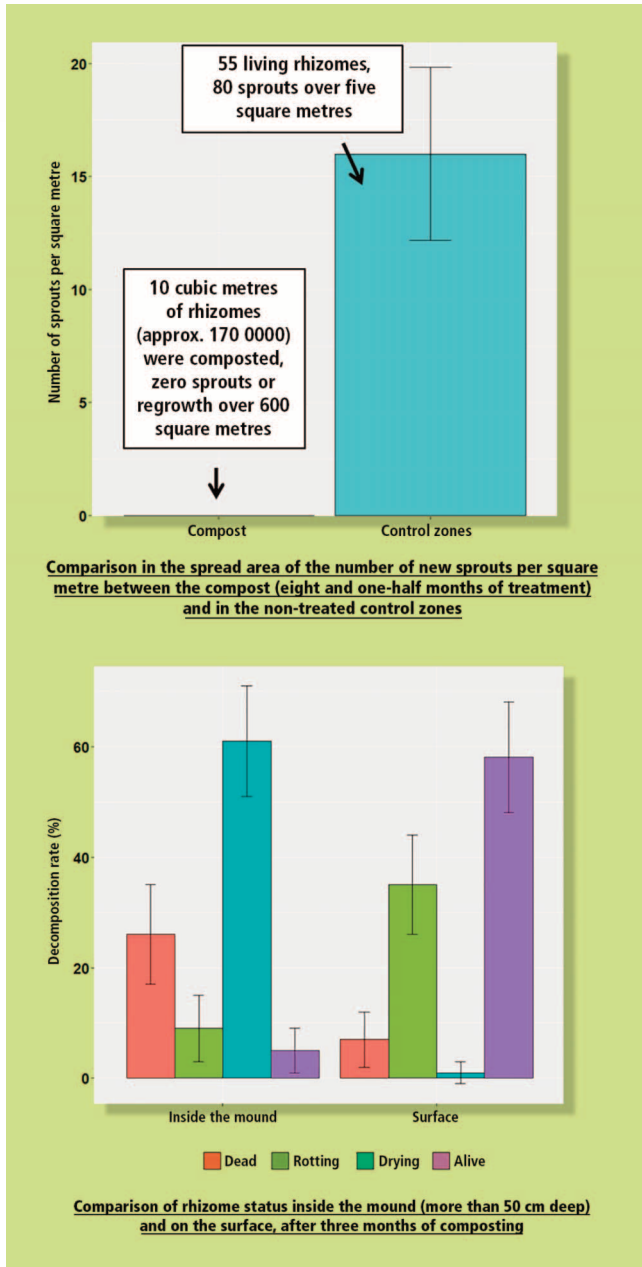 20
15
10
5
0
Number of sprouts per square metre
55 living rhizomes,
80 sprouts over five
square metres
10 cubic metres
of rhizomes
(approx. 170 0000)
were composted,
zero sprouts or
regrowth over 600
square metres
Compost
Control zones
Comparison in the spread area of the number of new sprouts per square
metre between the compost (eight and one-half months of treatment)
and in the non-treated control zones
60
40
20
0
Decomposition rate (%)
Inside the mound
Surface
Dead Rotting Drying Alive
Comparison of rhizome status inside the mound (more than 50 cm deep)
and on the surface, after three months of composting